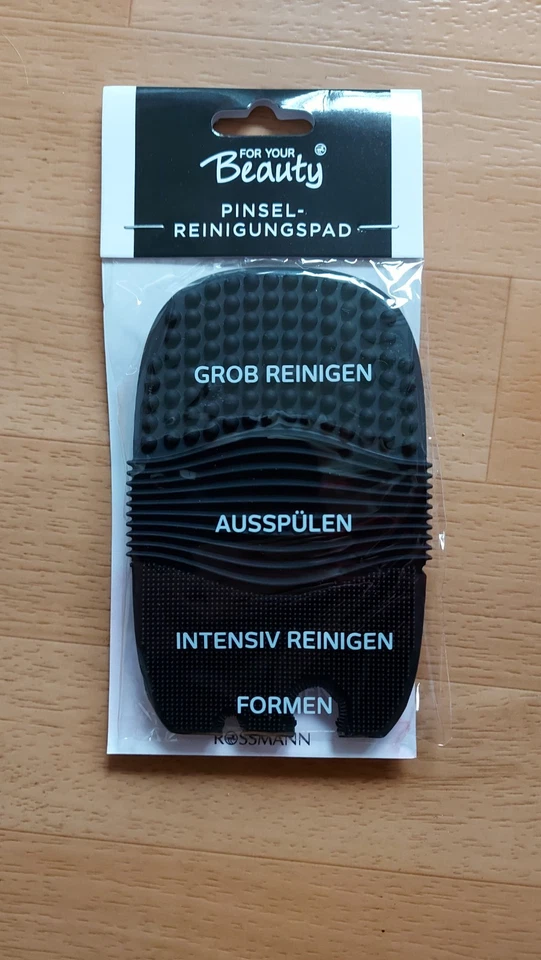 FOR YOUR
Beauty
PINSEL-
REINIGUNGSPAD
GROB REINIGEN
AUSSPÜLEN
INTENSIV REINIGEN
FORMEN
ROSSMANN